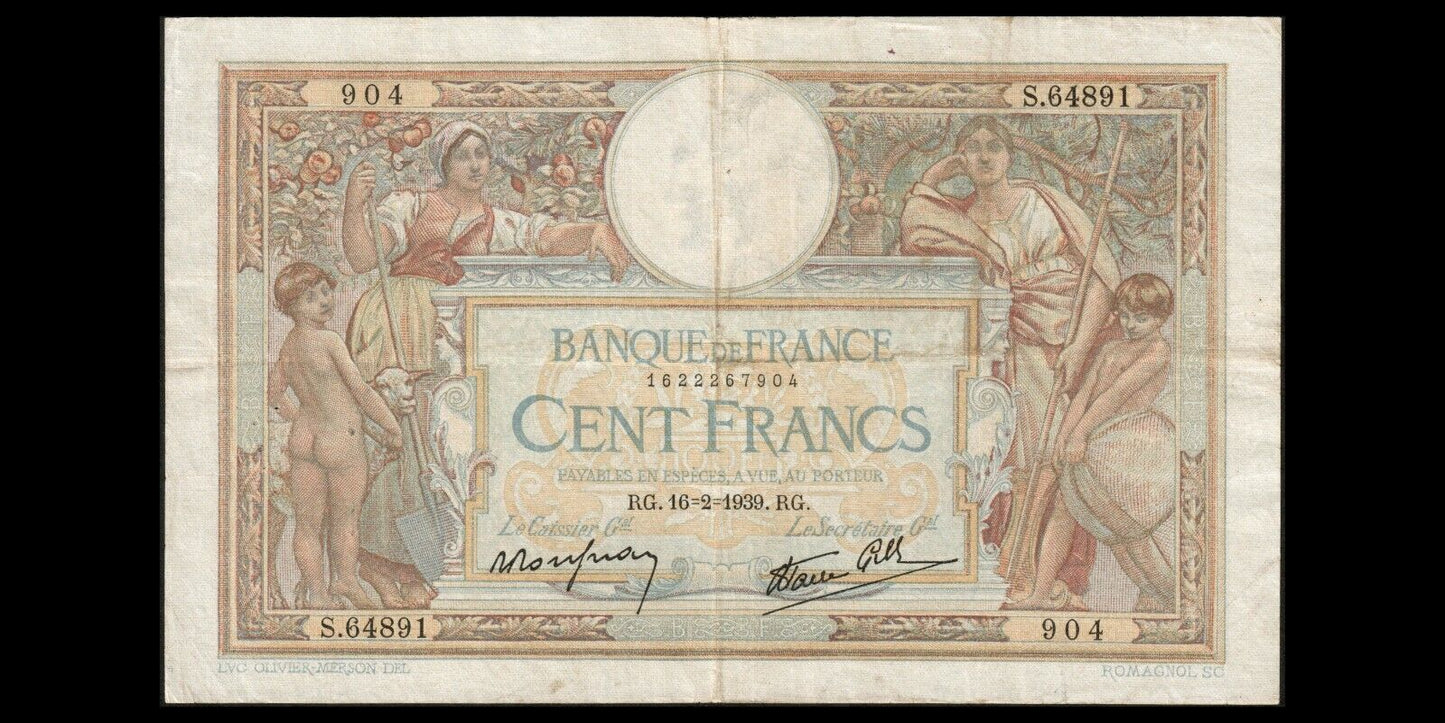 904
S.64891
BANQUE DE FRANCE
1622267904
CENT FRANCS
PAYABLES EN ESPÈCES, A VUE, AU PORTEUR
RG. 16=2=1939. RG.
Le Caissier Gal
Le Secrétaire Gal
S.64891
904
LVC OLIVIER-MERSON DEL
ROMAGNOL SC